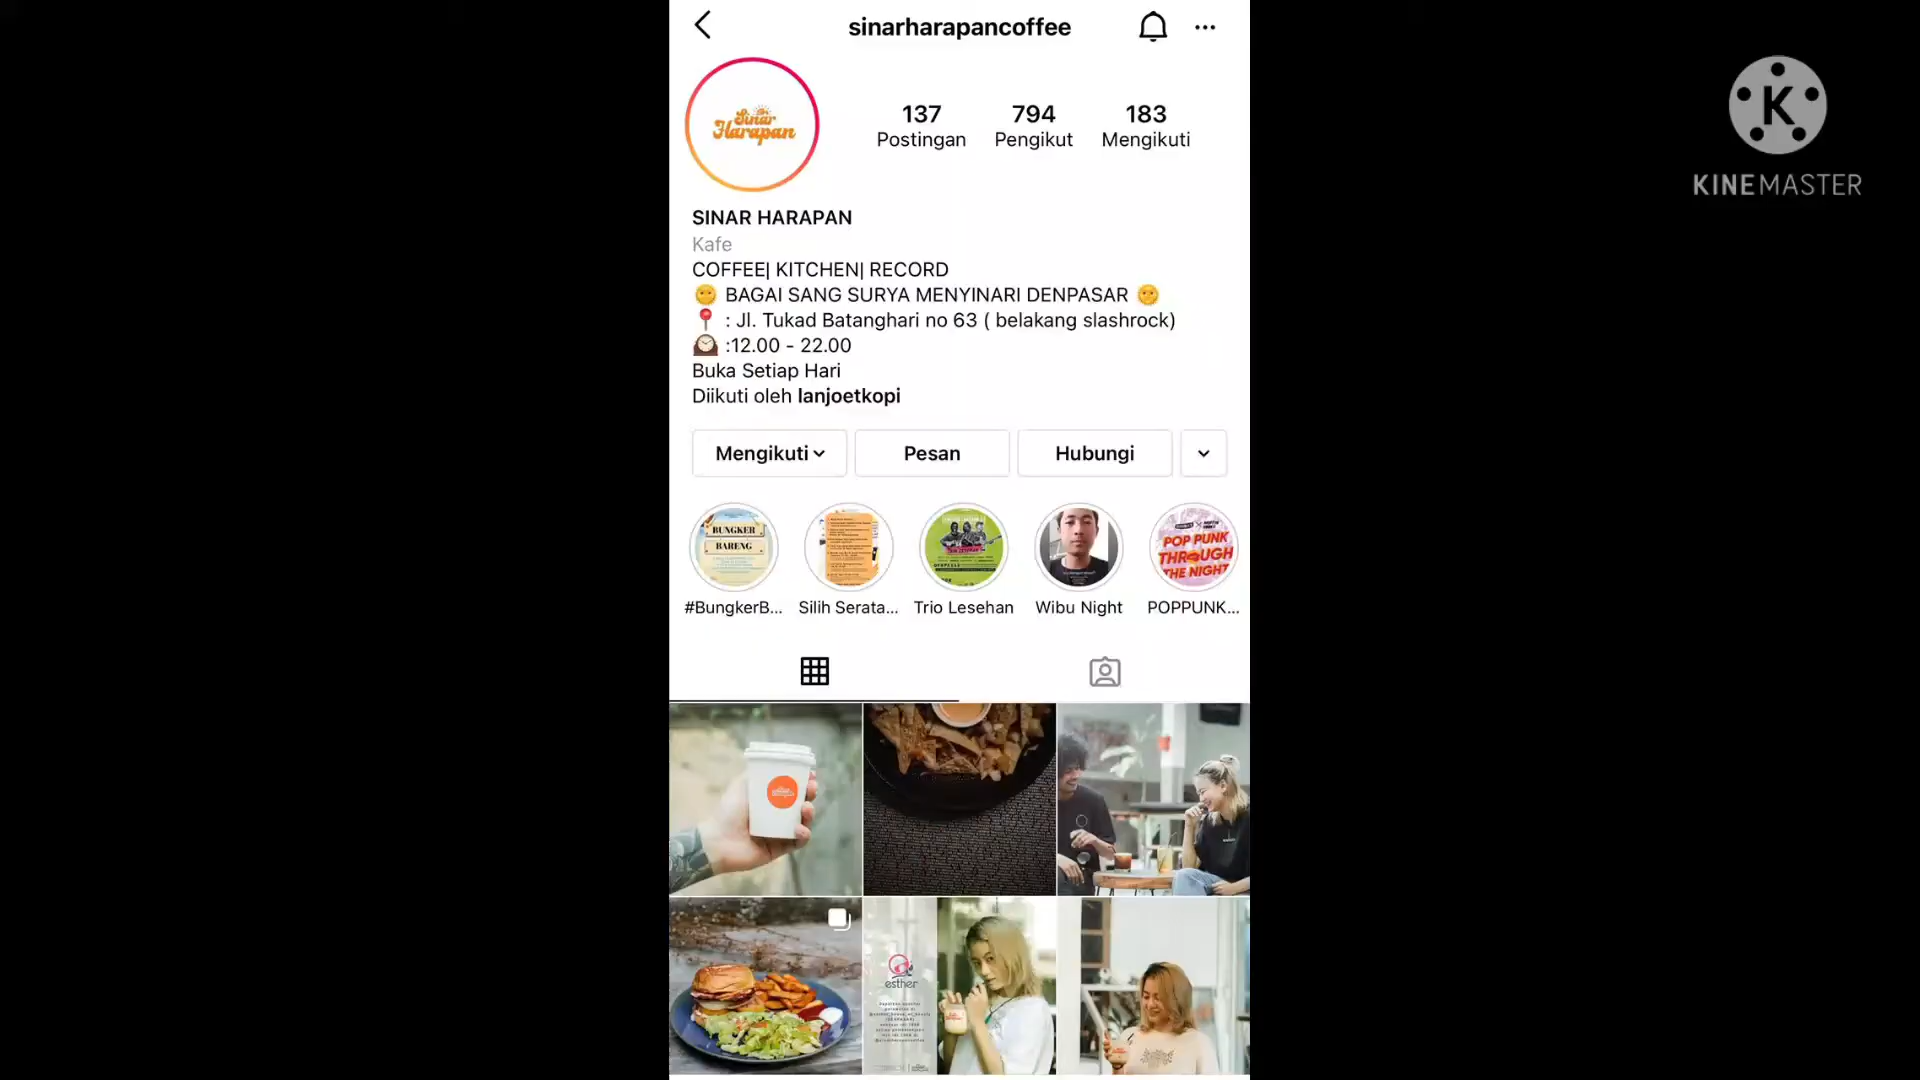 sinarharapancoffee
Sinar
Harapan
137
Postingan
794
Pengikut
183
Mengikuti
K
KINEMASTER
SINAR HARAPAN
Kafe
COFFEE| KITCHEN| RECORD
🌞 BAGAI SANG SURYA MENYINARI DENPASAR 🌞
📍 : Jl. Tukad Batanghari no 63 ( belakang slashrock)
🕰 :12.00 - 22.00
Buka Setiap Hari
Diikuti oleh lanjoetkopi
Mengikuti
Pesan
Hubungi
BUNGKER
BARENG
POP PUNK
THROUGH
THE NIGHT
#BungkerB...
Silih Serata...
Trio Lesehan
Wibu Night
POPPUNK...
esther